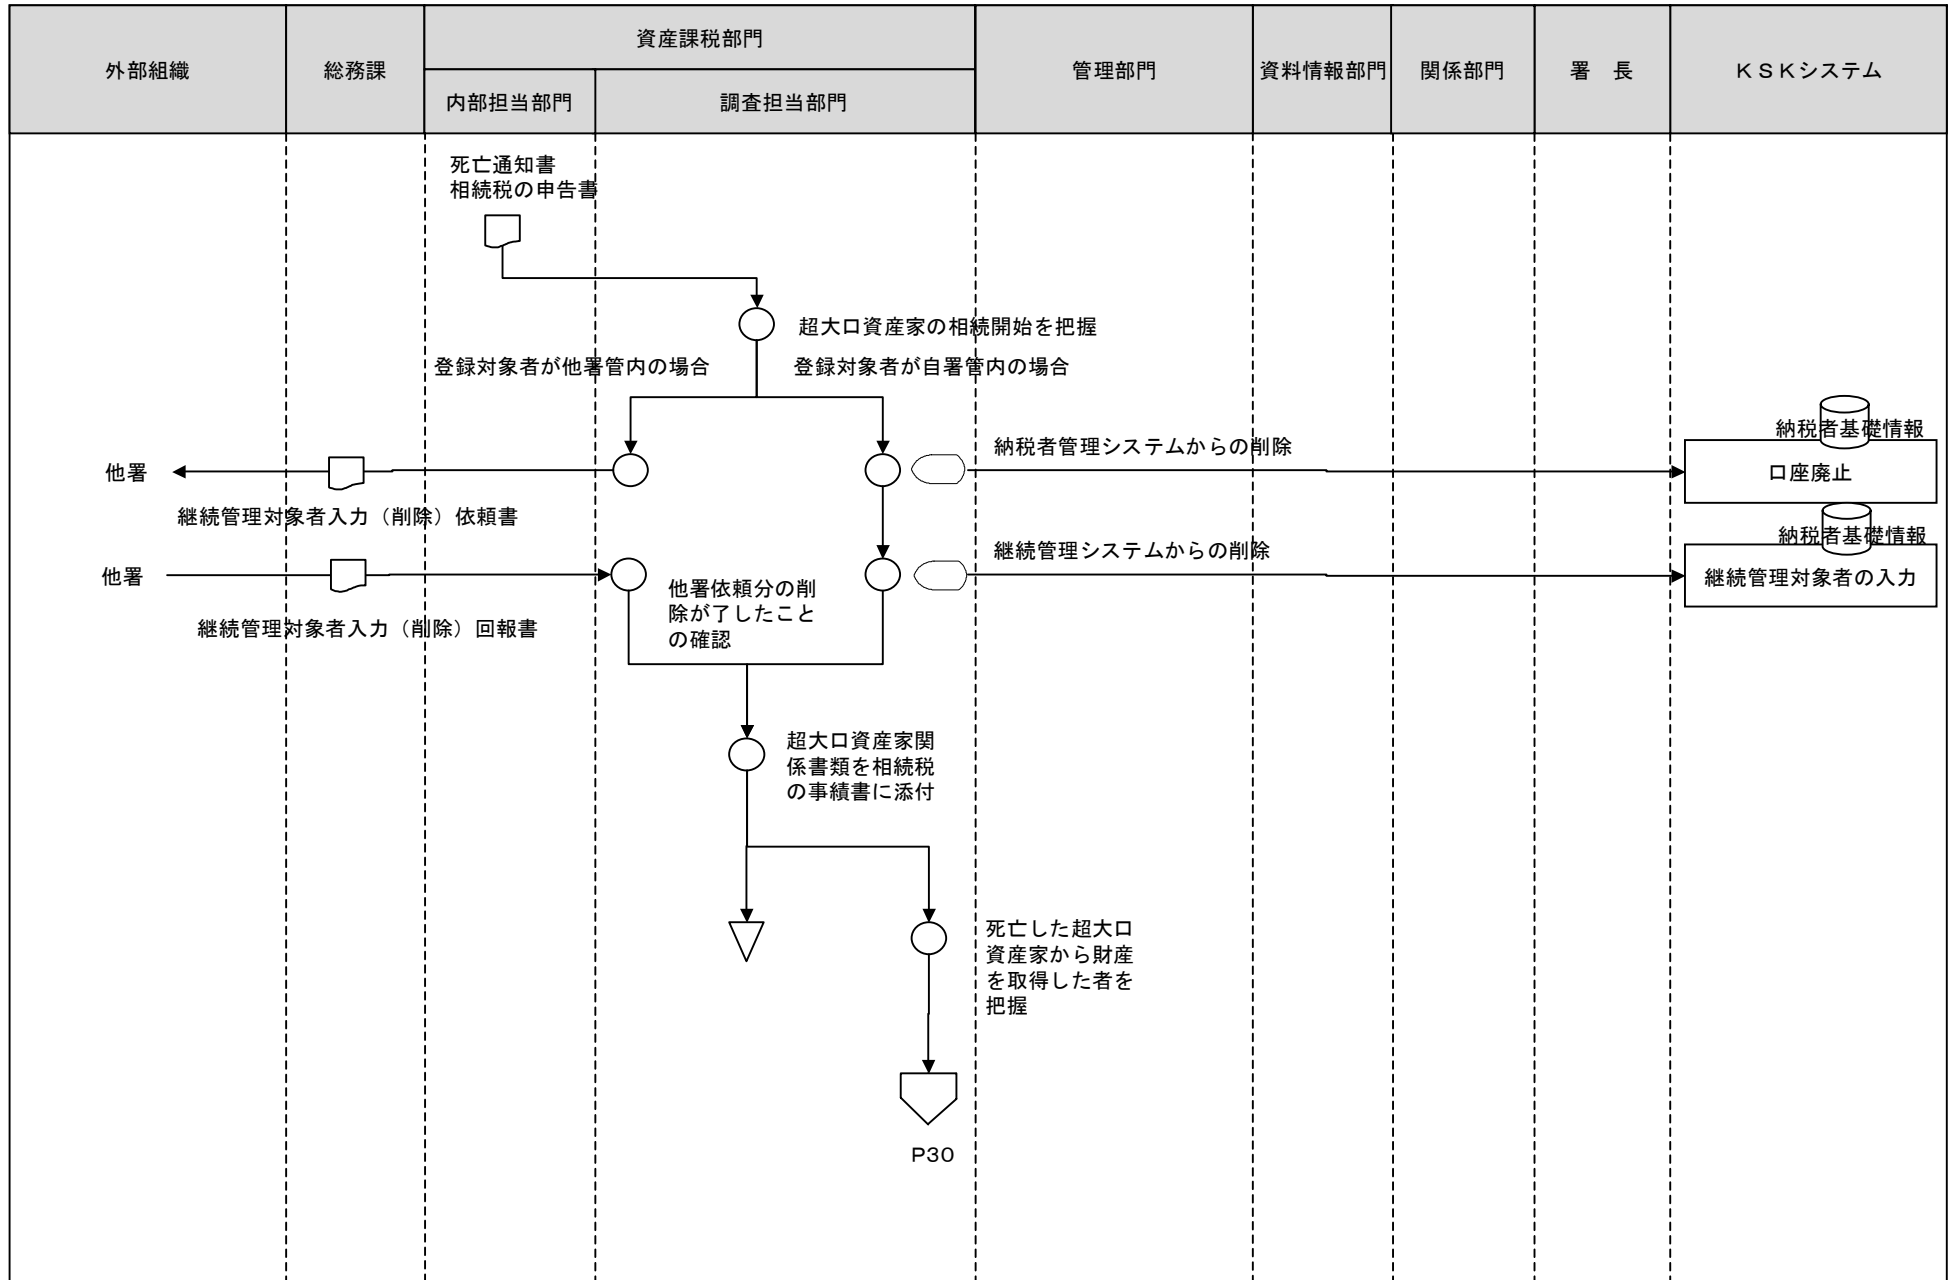 外部組織
総務課
資産課税部門
内部担当部門
調査担当部門
管理部門
資料情報部門
関係部門
署　長
ＫＳＫシステム
死亡通知書
相続税の申告書
超大口資産家の相続開始を把握
登録対象者が他署管内の場合
登録対象者が自署管内の場合
納税者管理システムからの削除
納税者基礎情報
口座廃止
他署
継続管理対象者入力（削除）依頼書
継続管理システムからの削除
納税者基礎情報
継続管理対象者の入力
他署
継続管理対象者入力（削除）回報書
他署依頼分の削
除が了したこと
の確認
超大口資産家関
係書類を相続税
の事績書に添付
死亡した超大口
資産家から財産
を取得した者を
把握
P30